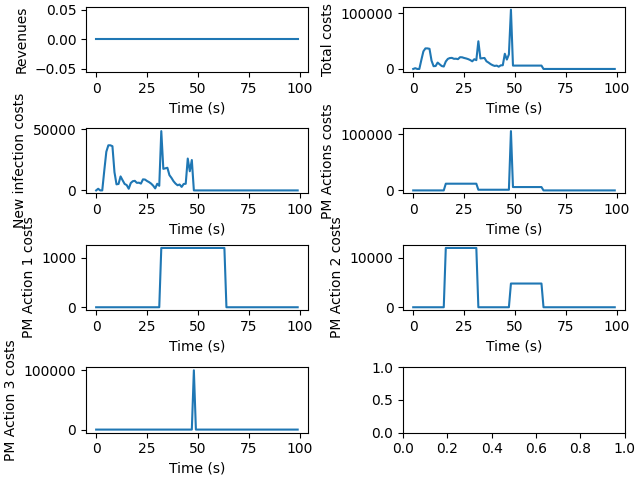 Revenues
0.05
0.00
−0.05
0 25 50 75 100
Time (s)
Total costs
100000
0
0 25 50 75 100
Time (s)
New infection costs
50000
0
0 25 50 75 100
Time (s)
PM Actions costs
100000
0
0 25 50 75 100
Time (s)
PM Action 1 costs
1000
0
0 25 50 75 100
Time (s)
PM Action 2 costs
10000
0
0 25 50 75 100
Time (s)
PM Action 3 costs
100000
0
0 25 50 75 100
Time (s)
1.0
0.5
0.0
0.0 0.2 0.4 0.6 0.8 1.0